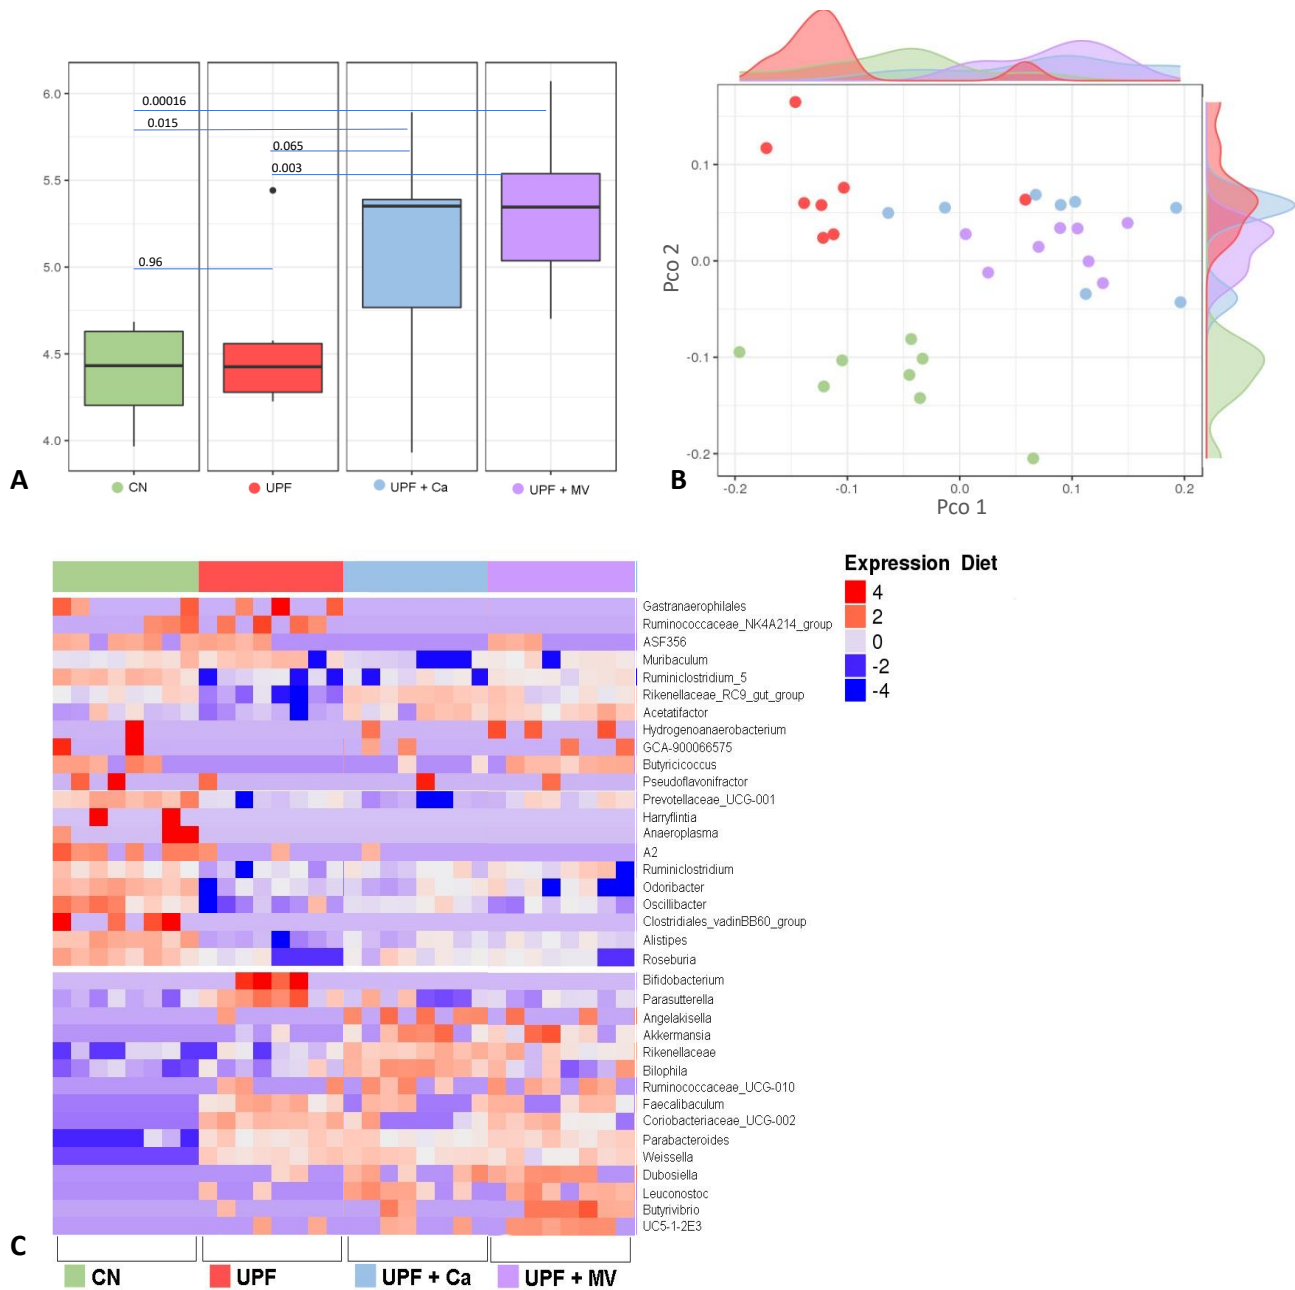 6.0
5.5
5.0
4.5
4.0
0.00016
0.015
0.065
0.003
0.96
A
CN
UPF
UPF + Ca
UPF + MV
0.1
0.0
-0.1
-0.2
Pco 2
B
-0.2
-0.1
0.0
0.1
0.2
Pco 1
Expression Diet
4
2
0
-2
-4
Gastranaerophilales
Ruminococcaceae_NK4A214_group
ASF356
Muribaculum
Ruminiclostridium_5
Rikenellaceae_RC9_gut_group
Acetatifactor
Hydrogenoanaerobacterium
GCA-900066575
Butyricicoccus
Pseudoflavonifractor
Prevotellaceae_UCG-001
Harryflintia
Anaeroplasma
A2
Ruminiclostridium
Odoribacter
Oscillibacter
Clostridiales_vadinBB60_group
Alistipes
Roseburia
Bifidobacterium
Parasutterella
Angelakisella
Akkermansia
Rikenellaceae
Bilophila
Ruminococcaceae_UCG-010
Faecalibaculum
Coriobacteriaceae_UCG-002
Parabacteroides
Weissella
Dubosiella
Leuconostoc
Butyrivibrio
UC5-1-2E3
C
CN
UPF
UPF + Ca
UPF + MV